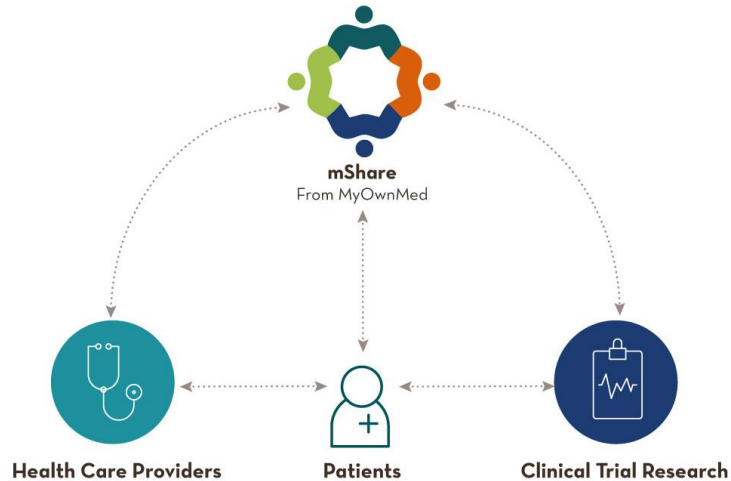 mShare
From MyOwnMed
Health Care Providers
Patients
Clinical Trial Research